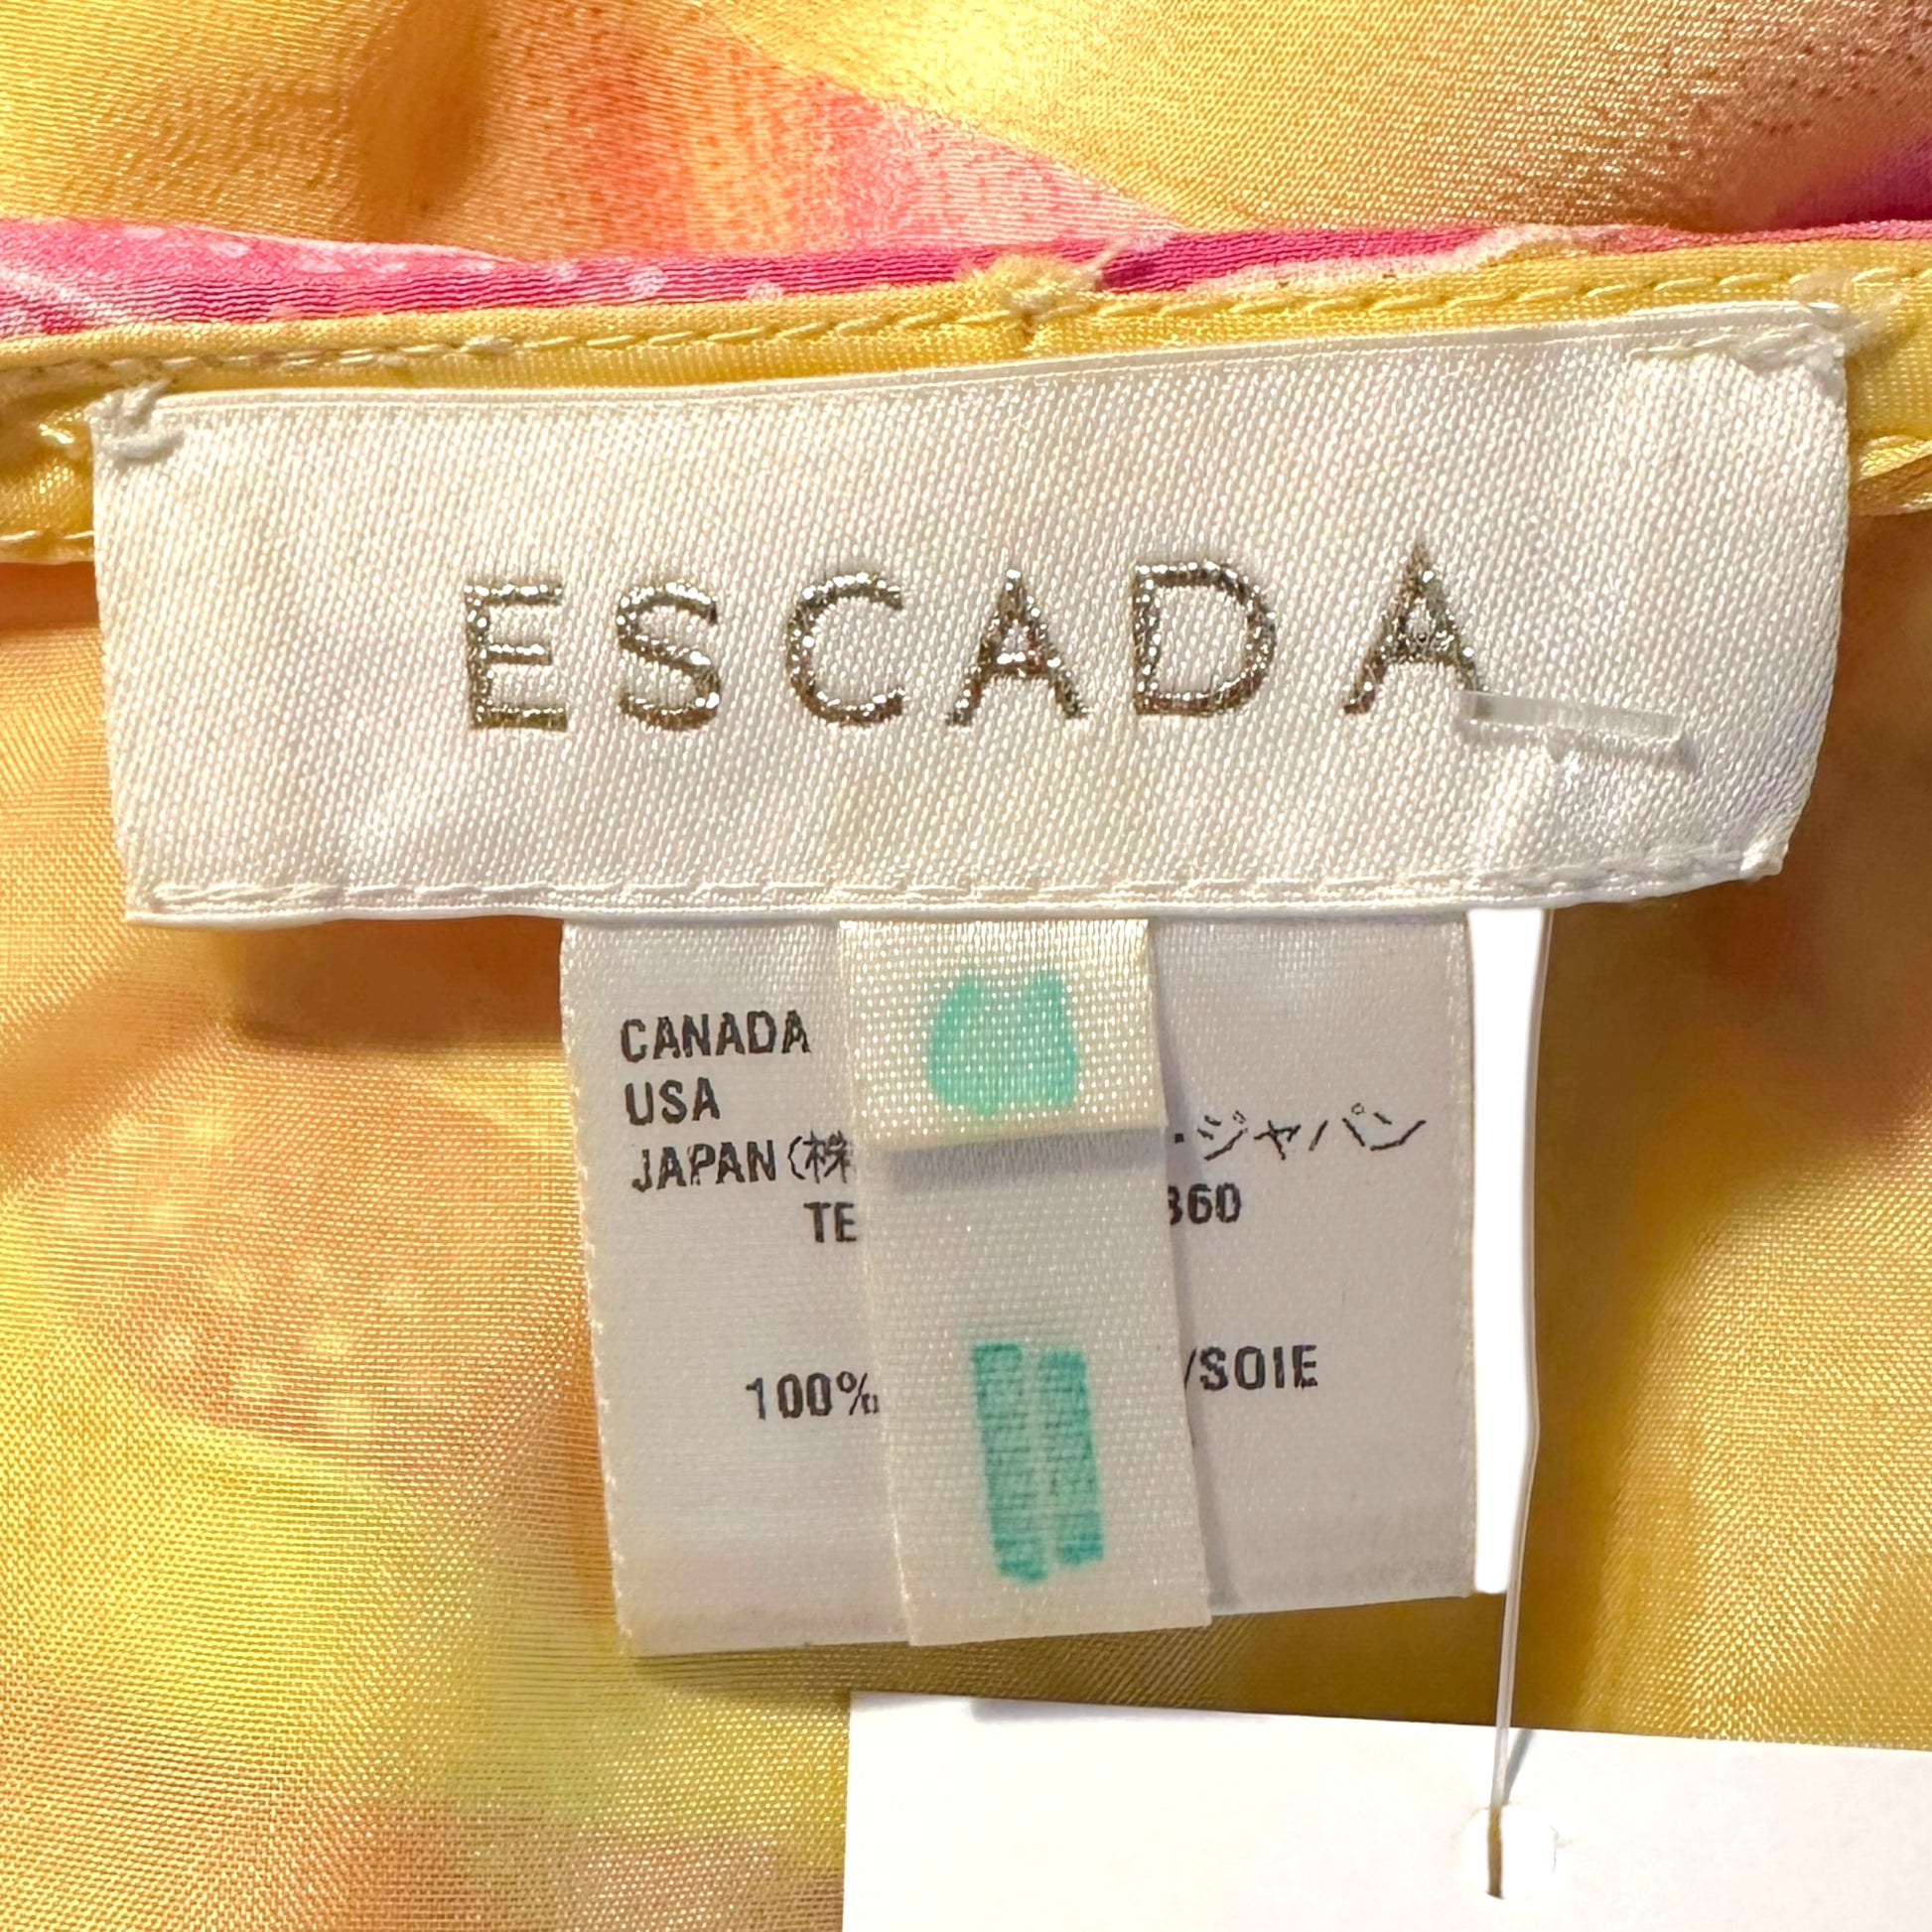 ESCADA
CANADA
USA
JAPAN (株 ・ジャパン
TE 360
100% /SOIE